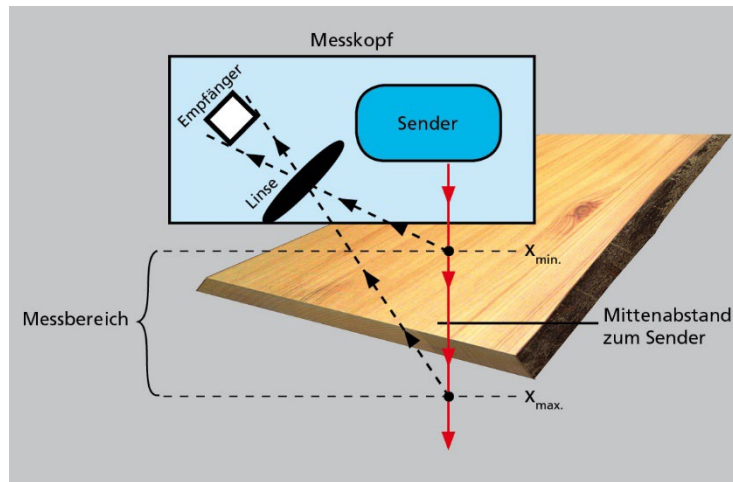 Messkopf
Empfänger
Sender
Linse
Xmin.
Messbereich
Mittenabstand
zum Sender
Xmax.